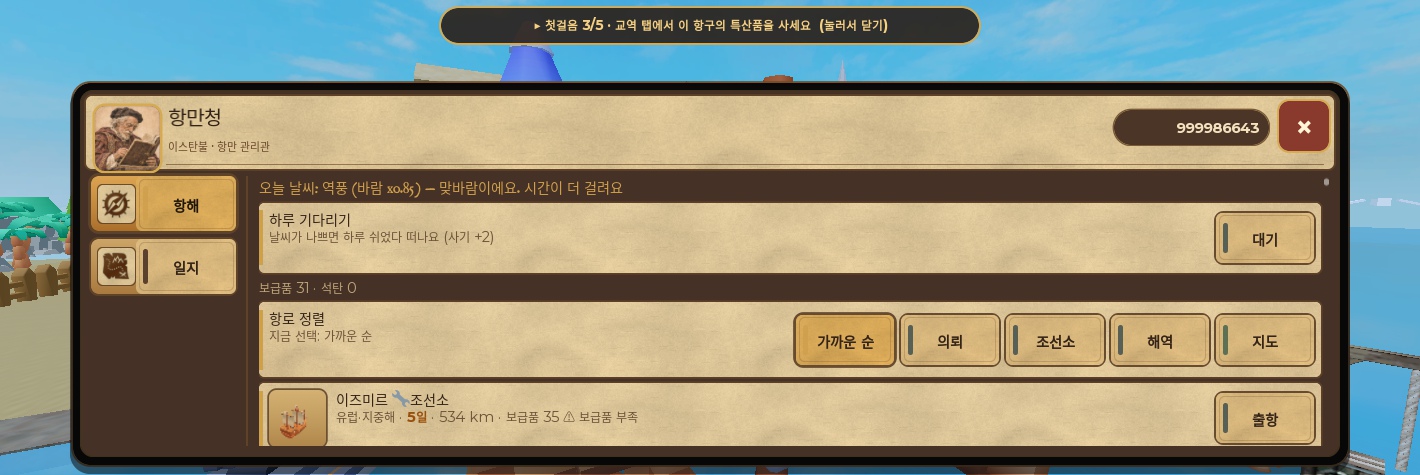 ▸ 첫걸음 3/5 · 교역 탭에서 이 항구의 특산품을 사세요 (눌러서 닫기)
항만청
이스탄불 · 항만 관리관
999986643
×
항해
일지
오늘 날씨: 역풍 (바람 x0.85) — 맞바람이에요. 시간이 더 걸려요
하루 기다리기
날씨가 나쁘면 하루 쉬었다 떠나요 (사기 +2)
대기
보급품 31 · 석탄 0
항로 정렬
지금 선택: 가까운 순
가까운 순
의뢰
조선소
해역
지도
이즈미르 🔧조선소
유럽·지중해 · 5일 · 534 km · 보급품 35 ⚠ 보급품 부족
출항